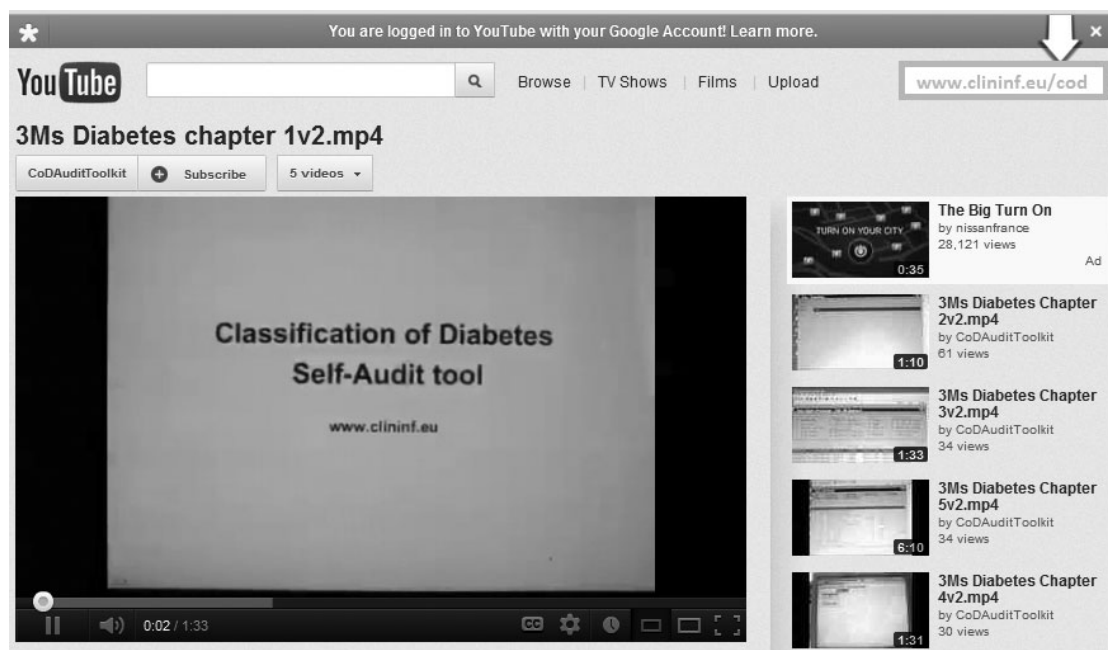 You are logged in to YouTube with your Google Account! Learn more.
YouTube
Browse | TV Shows | Films | Upload
www.clininf.eu/cod
3Ms Diabetes chapter 1v2.mp4
CoDAuditToolkit
Subscribe
5 videos
Classification of Diabetes
Self-Audit tool
www.clininf.eu
0:02 / 1:33
CC
TURN ON YOUR CITY
0:35
The Big Turn On
by nissanfrance
28,121 views
Ad
1:10
3Ms Diabetes Chapter
2v2.mp4
by CoDAuditToolkit
61 views
1:33
3Ms Diabetes Chapter
3v2.mp4
by CoDAuditToolkit
34 views
6:10
3Ms Diabetes Chapter
5v2.mp4
by CoDAuditToolkit
34 views
1:31
3Ms Diabetes Chapter
4v2.mp4
by CoDAuditToolkit
30 views